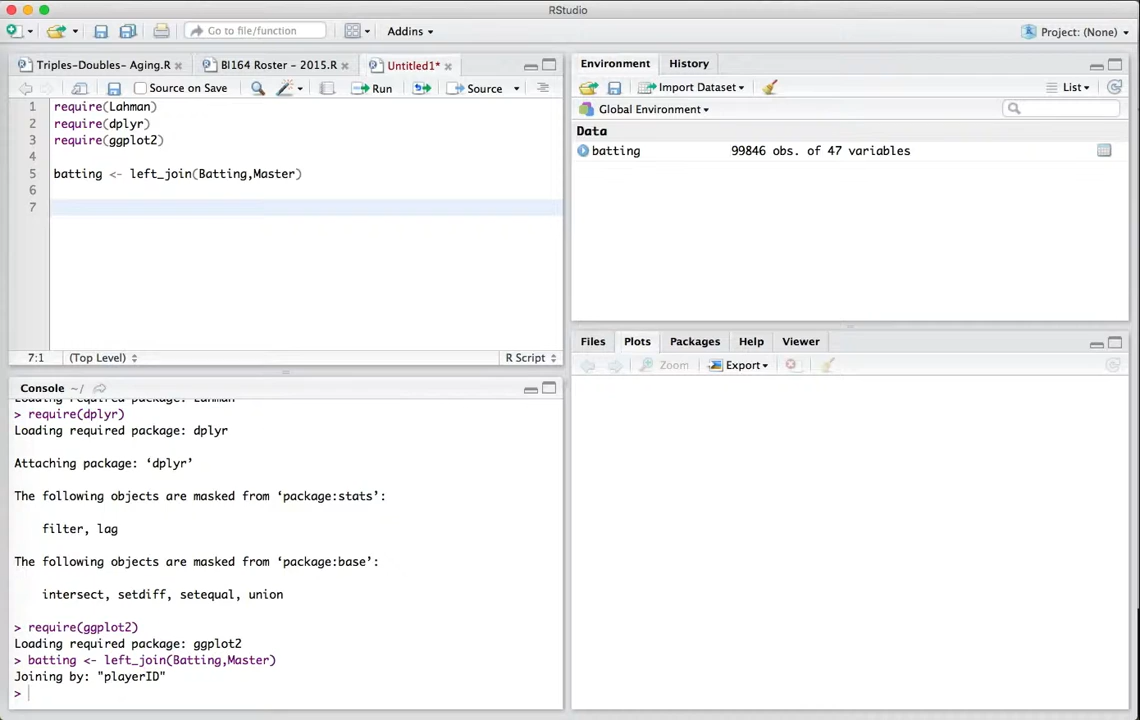 RStudio
Go to file/function
Addins
Project: (None)
Triples-Doubles- Aging.R
BI164 Roster - 2015.R
Untitled1*
Source on Save
Run
Source
1 require(Lahman)
2 require(dplyr)
3 require(ggplot2)
4
5 batting <- left_join(Batting,Master)
6
7
7:1
(Top Level)
R Script
Console ~/
Loading required package: Lahman
> require(dplyr)
Loading required package: dplyr
Attaching package: ‘dplyr’
The following objects are masked from ‘package:stats’:
filter, lag
The following objects are masked from ‘package:base’:
intersect, setdiff, setequal, union
> require(ggplot2)
Loading required package: ggplot2
> batting <- left_join(Batting,Master)
Joining by: "playerID"
>
Environment
History
Import Dataset
List
Global Environment
Data
batting 99846 obs. of 47 variables
Files
Plots
Packages
Help
Viewer
Zoom
Export